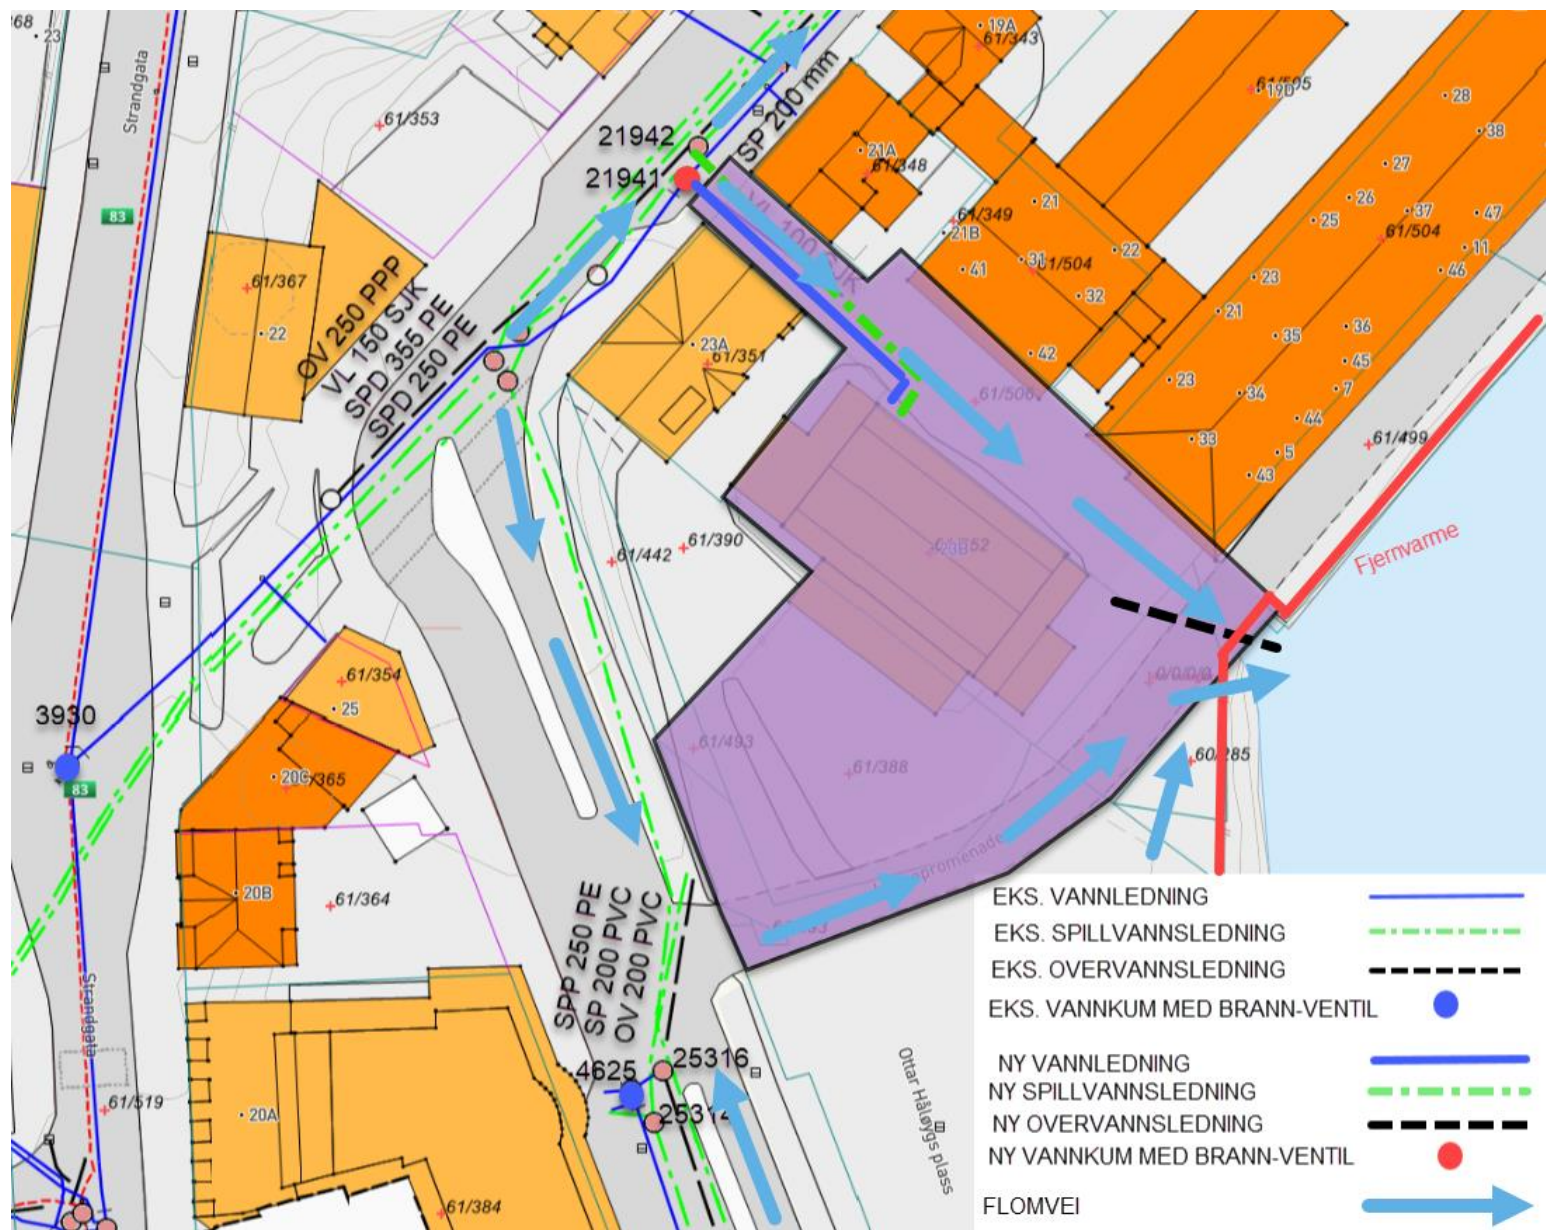 23
Strandgata
61/353
19A
61/343
61/505
19D
28
38
21942
SP 200 mm
21A
61/348
27
26
25
37
47
21941
VL 100 SJK
61/349
21
21B
61/504
11
83
22
31
61/504
41
46
23
32
61/367
22
OV 250 PPP
VL 150 SJK
SPD 355 PE
SPD 250 PE
21
36
35
23A
61/351
42
45
23
34
7
61/506
44
33
61/499
5
43
Fjernvarme
61/442
61/390
61/354
3930
25
60/285
83
20C
61/365
61/493
61/388
20B
61/364
SPP 250 PE
SP 200 PVC
OV 200 PVC
EKS. VANNLEDNING
EKS. SPILLVANNSLEDNING
EKS. OVERVANNSLEDNING
EKS. VANNKUM MED BRANN-VENTIL
Strandgata
25316
4625
NY VANNLEDNING
NY SPILLVANNSLEDNING
NY OVERVANNSLEDNING
NY VANNKUM MED BRANN-VENTIL
FLOMVEI
61/519
20A
Ottar Håløygs plass
61/384